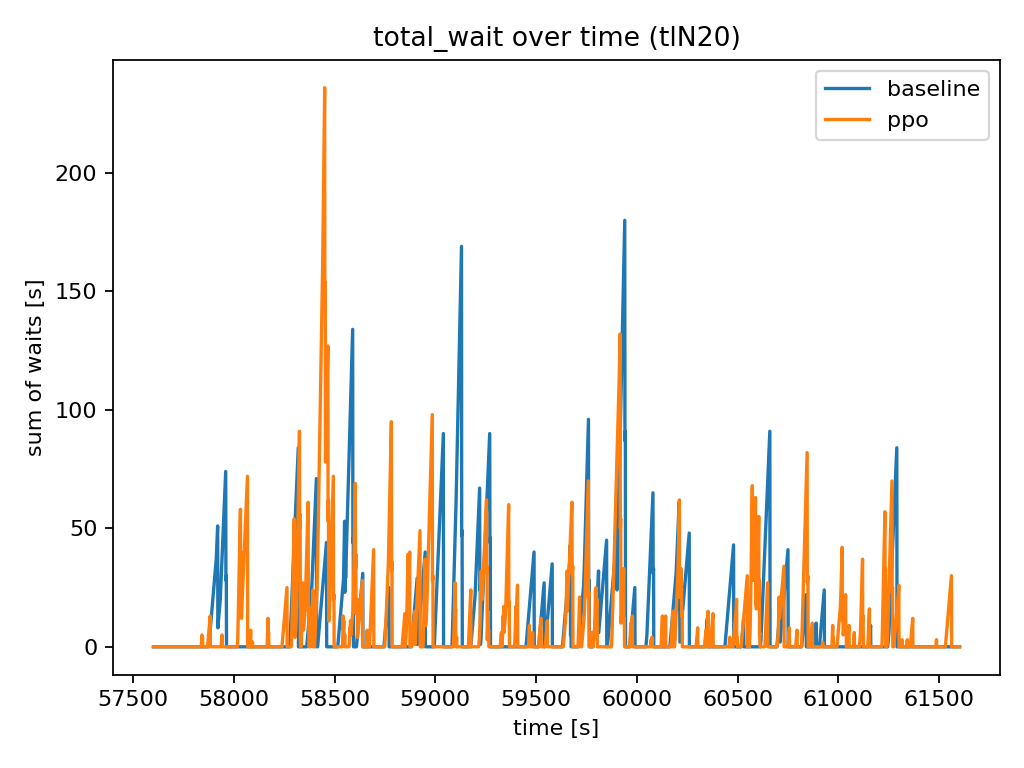 total_wait over time (tlN20)
baseline
ppo
sum of waits [s]
200
150
100
50
0
57500 58000 58500 59000 59500 60000 60500 61000 61500
time [s]